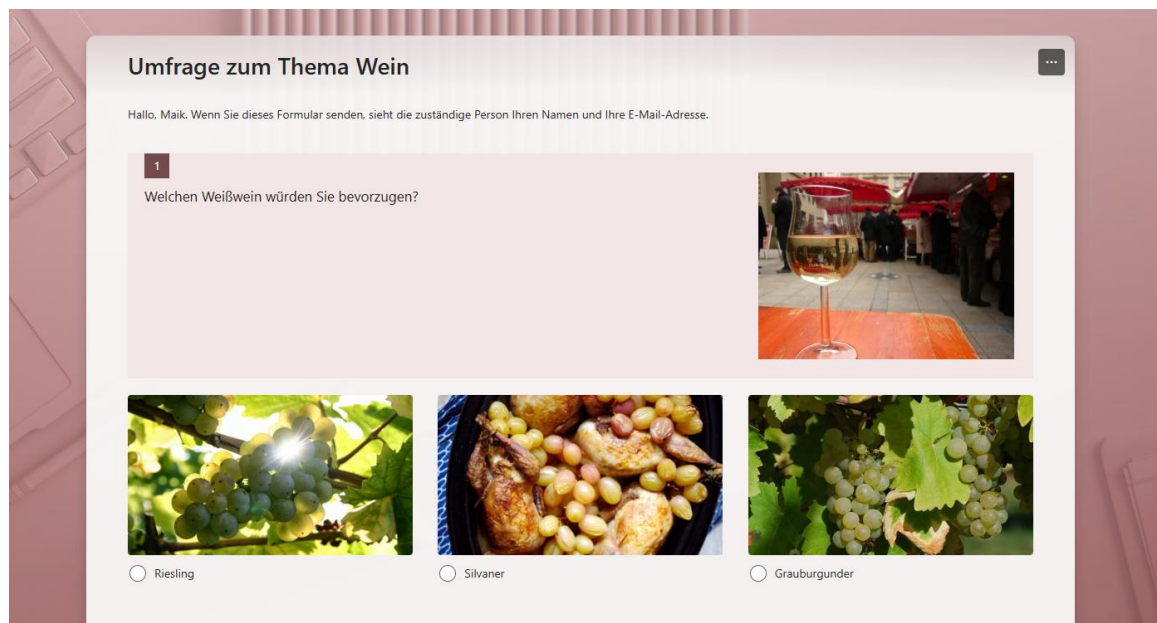 Umfrage zum Thema Wein
...
Hallo, Maik. Wenn Sie dieses Formular senden, sieht die zuständige Person Ihren Namen und Ihre E-Mail-Adresse.
1
Welchen Weißwein würden Sie bevorzugen?
Riesling
Silvaner
Grauburgunder